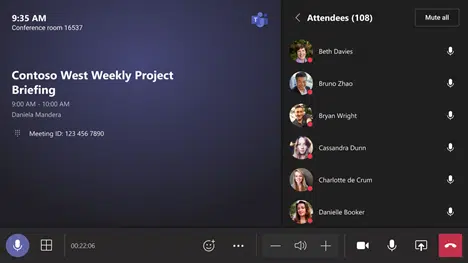 9:35 AM
Conference room 16537
Contoso West Weekly Project
Briefing
9:00 AM - 10:00 AM
Daniela Mandera
Meeting ID: 123 456 7890
Attendees (108)
Mute all
Beth Davies
Bruno Zhao
Bryan Wright
Cassandra Dunn
Charlotte de Crum
Danielle Booker
00:22:06